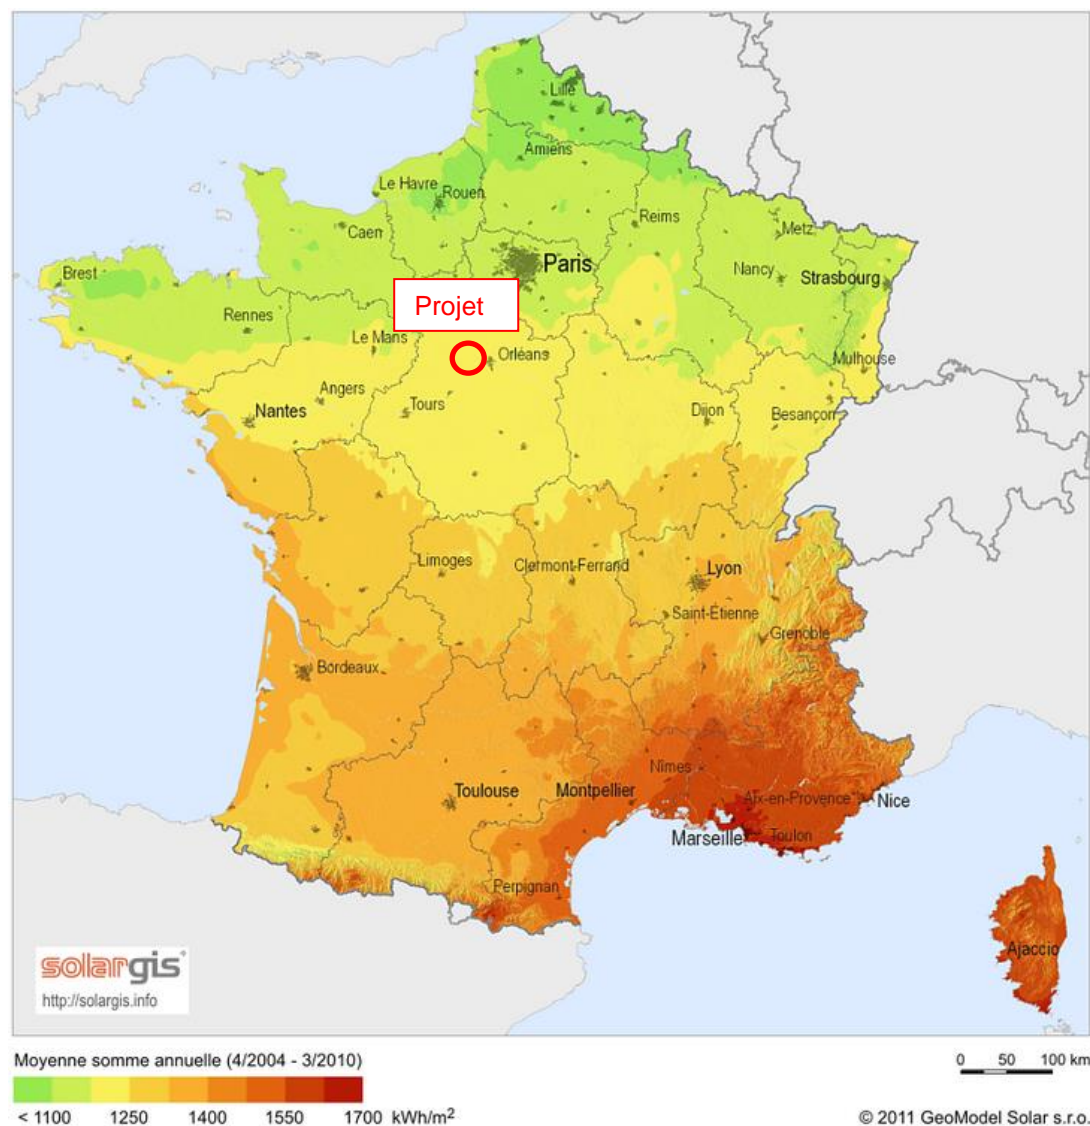 Lille
Amiens
Le Havre
Rouen
Reims
Caen
Metz
Paris
Brest
Nancy
Strasbourg
Projet
Rennes
Le Mans
Orléans
Mulhouse
Angers
Nantes
Tours
Dijon
Besançon
Limoges
Clermont-Ferrand
Lyon
Saint-Étienne
Grenoble
Bordeaux
Nîmes
Toulouse
Montpellier
Aix-en-Provence
Nice
Marseille
Toulon
Perpignan
Ajaccio
solargis
http://solargis.info
Moyenne somme annuelle (4/2004 - 3/2010)
0 50 100 km
< 1100 1250 1400 1550 1700 kWh/m²
© 2011 GeoModel Solar s.r.o.